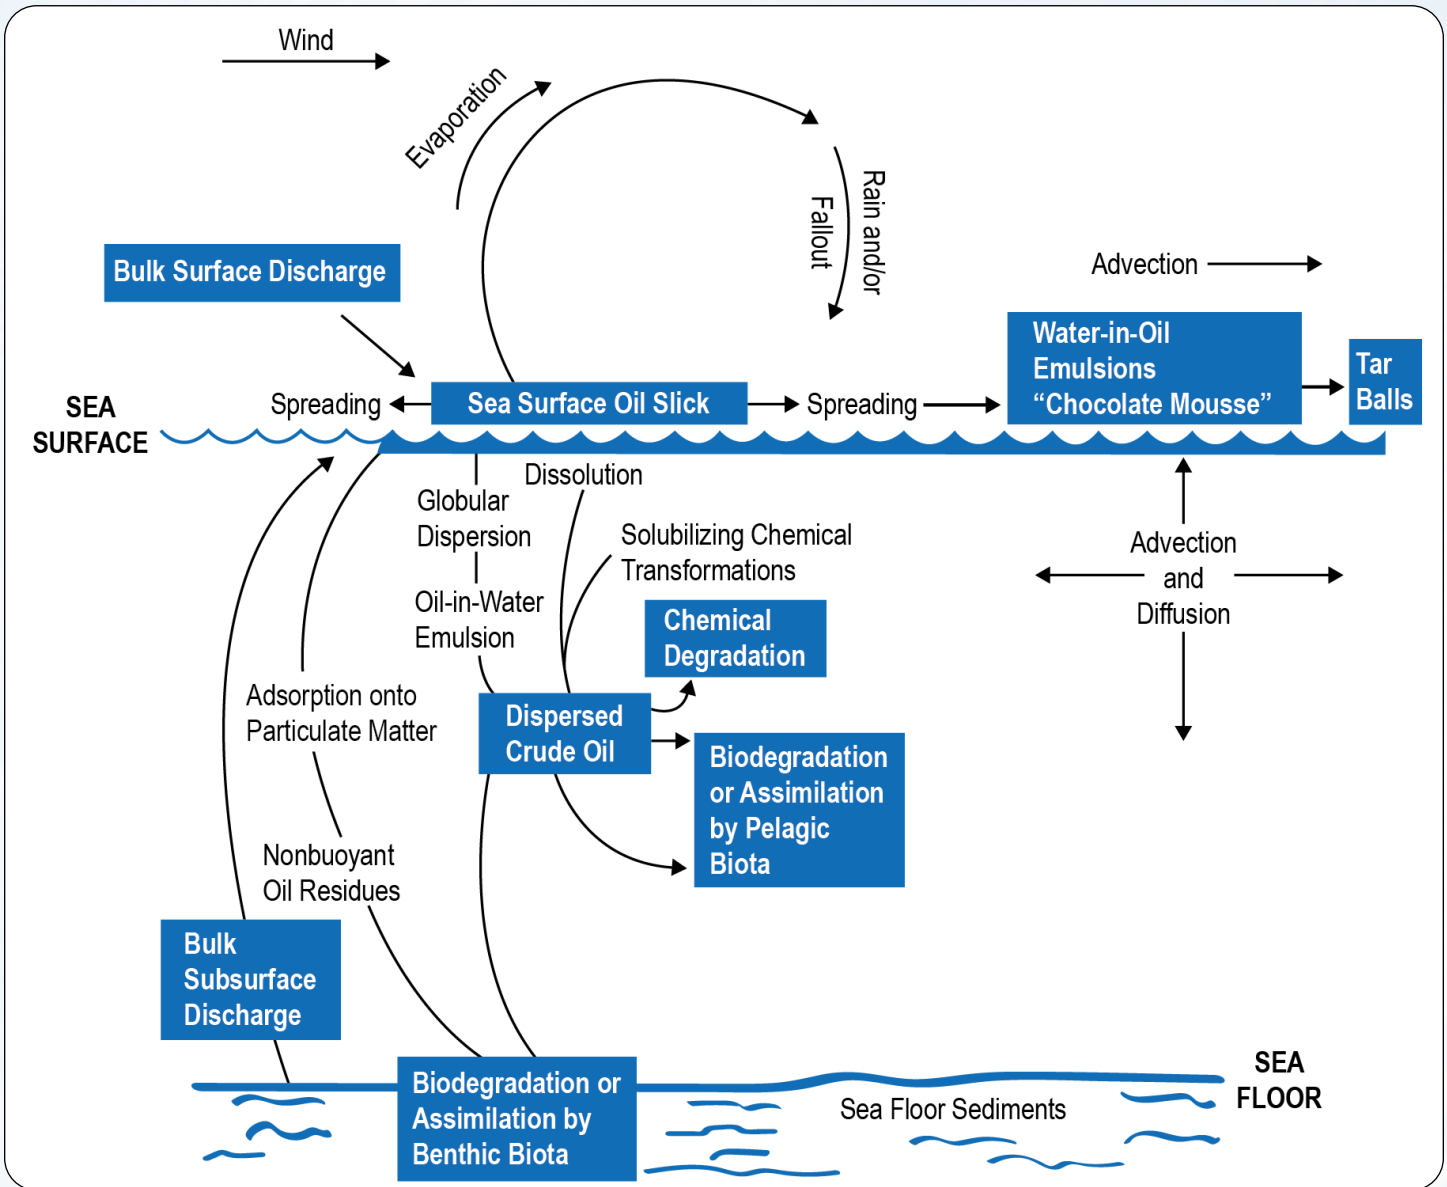 Wind
Evaporation
Rain and/or
Fallout
Bulk Surface Discharge
Advection
Water-in-Oil
Emulsions
“Chocolate Mousse”
Tar
Balls
SEA
SURFACE
Spreading
Sea Surface Oil Slick
Spreading
Dissolution
Globular
Dispersion
Solubilizing Chemical
Transformations
Advection
and
Diffusion
Oil-in-Water
Emulsion
Chemical
Degradation
Adsorption onto
Particulate Matter
Dispersed
Crude Oil
Biodegradation
or Assimilation
by Pelagic
Biota
Nonbuoyant
Oil Residues
Bulk
Subsurface
Discharge
Biodegradation or
Assimilation by
Benthic Biota
Sea Floor Sediments
SEA
FLOOR